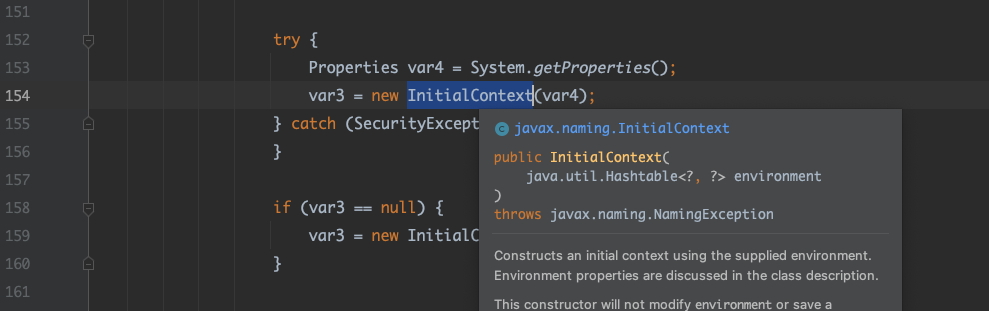 151
152 try {
153 Properties var4 = System.getProperties();
154 var3 = new InitialContext(var4);
155 } catch (SecurityExcept
156 }
157
158 if (var3 == null) {
159 var3 = new InitialC
160 }
161
C javax.naming.InitialContext
public InitialContext(
java.util.Hashtable<?, ?> environment
)
throws javax.naming.NamingException
Constructs an initial context using the supplied environment.
Environment properties are discussed in the class description.
This constructor will not modify environment or save a